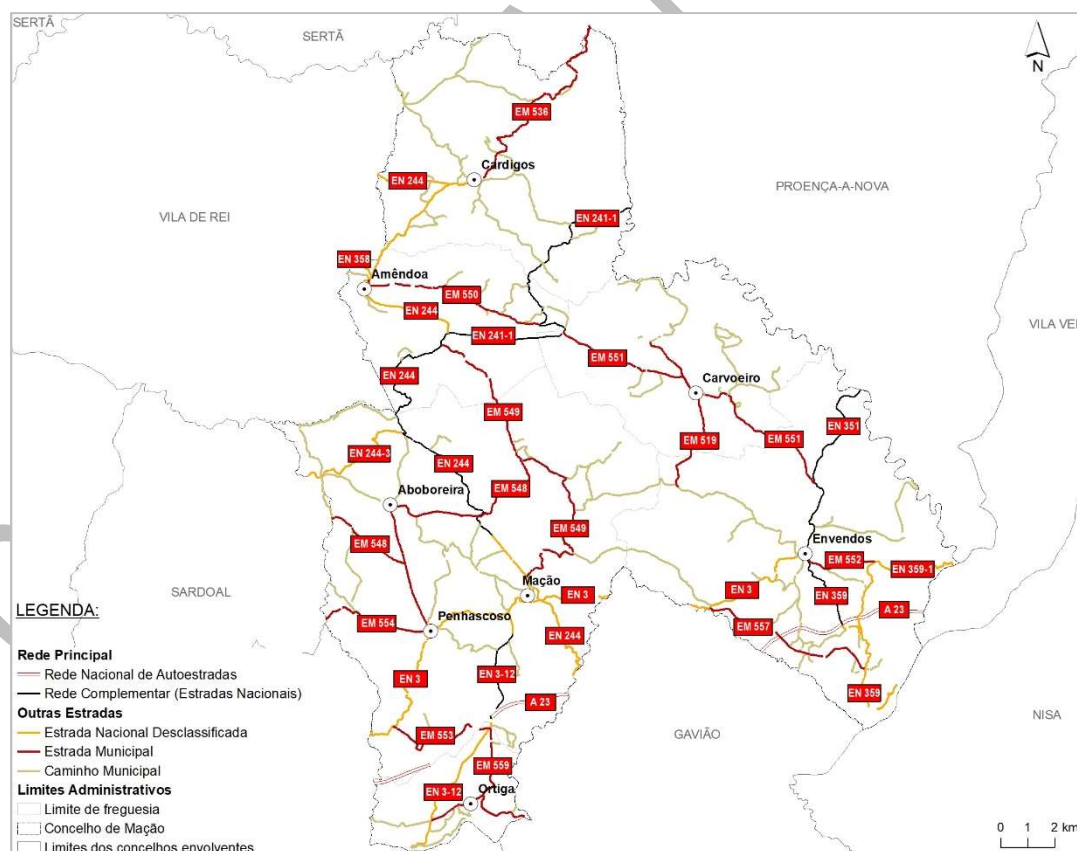 SERTÃ
SERTÃ
N
EM 536
Cardigos
EN 244
PROENÇA-A-NOVA
VILA DE REI
EN 241-1
EN 358
Amêndoa
EM 550
EN 244
EN 241-1
EM 551
EN 244
Carvoeiro
EM 549
EM 519
EM 551
EN 351
EN 244-3
EN 244
Aboboreira
EM 548
EM 549
EM 548
Envendos
EM 552
EN 359-1
Mação
EN 3
EN 3
EN 359
A 23
SARDOAL
EM 554
Penhascoso
EN 244
EM 557
EN 3
EN 3-12
A 23
EN 359
NISA
GAVIÃO
EM 553
EM 559
EN 3-12
Ortiga
LEGENDA:
Rede Principal
Rede Nacional de Autoestradas
Rede Complementar (Estradas Nacionais)
Outras Estradas
Estrada Nacional Desclassificada
Estrada Municipal
Caminho Municipal
Limites Administrativos
Limite de freguesia
Concelho de Mação
Limites dos concelhos envolventes
0 1 2 km